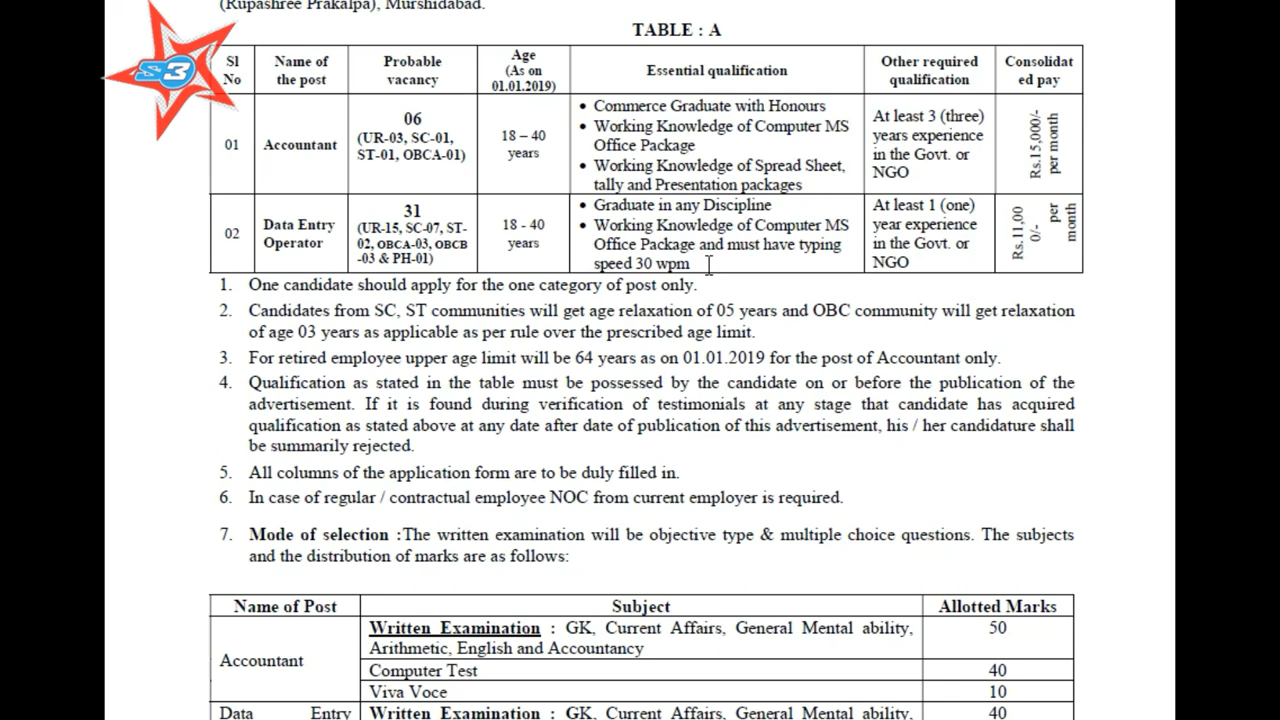 (Rupashree Prakalpa), Murshidabad.
S3
TABLE : A
Sl No
Name of the post
Probable vacancy
Age (As on 01.01.2019)
Essential qualification
Other required qualification
Consolidat ed pay
01
Accountant
06
(UR-03, SC-01,
ST-01, OBCA-01)
18 – 40
years
• Commerce Graduate with Honours
• Working Knowledge of Computer MS
Office Package
• Working Knowledge of Spread Sheet,
tally and Presentation packages
At least 3 (three)
years experience
in the Govt. or
NGO
Rs.15,000/-
per month
02
Data Entry
Operator
31
(UR-15, SC-07, ST-
02, OBCA-03, OBCB
-03 & PH-01)
18 - 40
years
• Graduate in any Discipline
• Working Knowledge of Computer MS
Office Package and must have typing
speed 30 wpm
At least 1 (one)
year experience
in the Govt. or
NGO
Rs.11,00
0/- per
month
1. One candidate should apply for the one category of post only.
2. Candidates from SC, ST communities will get age relaxation of 05 years and OBC community will get relaxation
of age 03 years as applicable as per rule over the prescribed age limit.
3. For retired employee upper age limit will be 64 years as on 01.01.2019 for the post of Accountant only.
4. Qualification as stated in the table must be possessed by the candidate on or before the publication of the
advertisement. If it is found during verification of testimonials at any stage that candidate has acquired
qualification as stated above at any date after date of publication of this advertisement, his / her candidature shall
be summarily rejected.
5. All columns of the application form are to be duly filled in.
6. In case of regular / contractual employee NOC from current employer is required.
7. Mode of selection :The written examination will be objective type & multiple choice questions. The subjects
and the distribution of marks are as follows:
Name of Post
Subject
Allotted Marks
Accountant
Written Examination : GK, Current Affairs, General Mental ability,
Arithmetic, English and Accountancy
50
Computer Test
40
Viva Voce
10
Data Entry
Written Examination : GK, Current Affairs, General Mental ability,
40